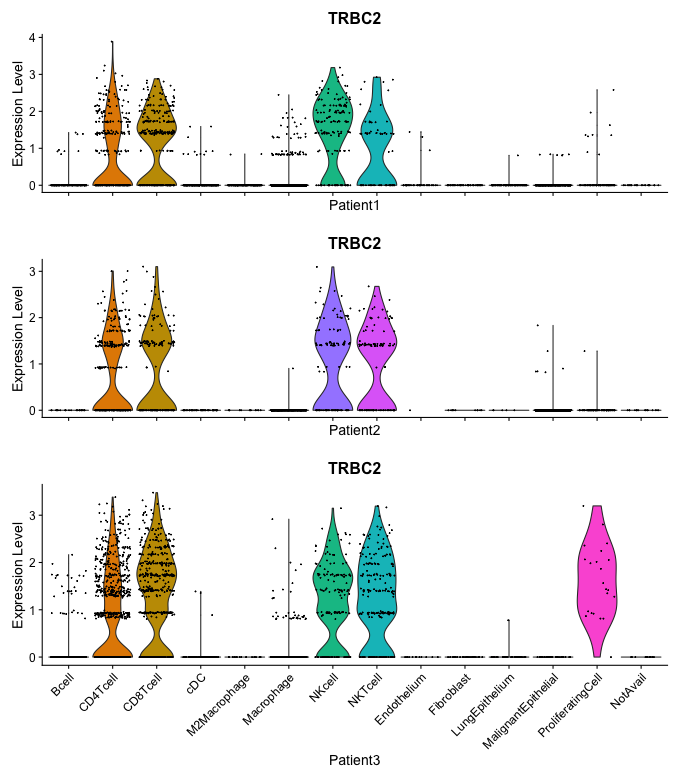 TRBC2
Expression Level
4
3
2
1
0
Patient1
TRBC2
Expression Level
3
2
1
0
Patient2
TRBC2
Expression Level
3
2
1
0
Bcell
CD4Tcell
CD8Tcell
cDC
M2Macrophage
Macrophage
NKcell
NKTcell
Endothelium
Fibroblast
LungEpithelium
MalignantEpithelial
ProliferatingCell
NotAvail
Patient3